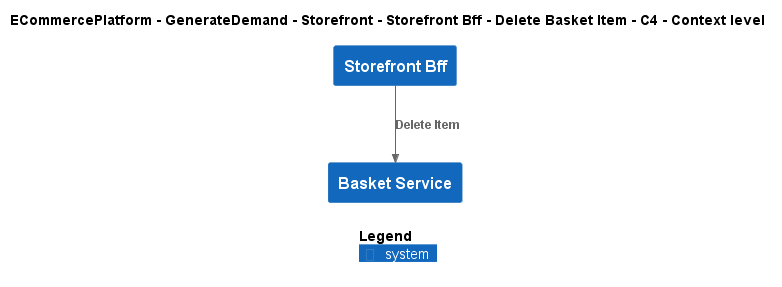 ECommercePlatform - GenerateDemand - Storefront - Storefront Bff - Delete Basket Item - C4 - Context level
Storefront Bff
Delete Item
Basket Service
Legend
system